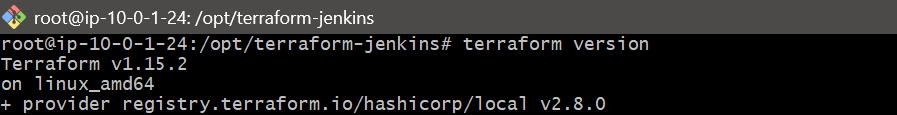 root@ip-10-0-1-24: /opt/terraform-jenkins
root@ip-10-0-1-24:/opt/terraform-jenkins# terraform version
Terraform v1.15.2
on linux_amd64
+ provider registry.terraform.io/hashicorp/local v2.8.0